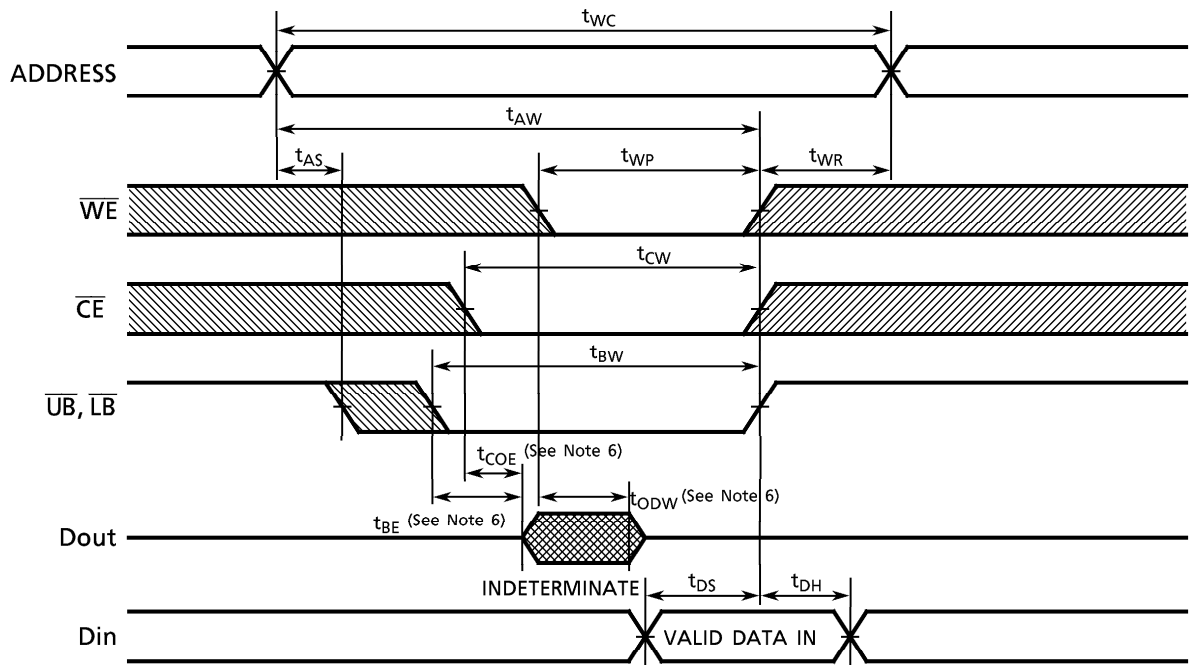 tWC
ADDRESS
tAW
tAS
tWP
tWR
WE
tCW
CE
tBW
UB, LB
tCOE (See Note 6)
tODW (See Note 6)
tBE (See Note 6)
Dout
INDETERMINATE
tDS
tDH
Din
VALID DATA IN